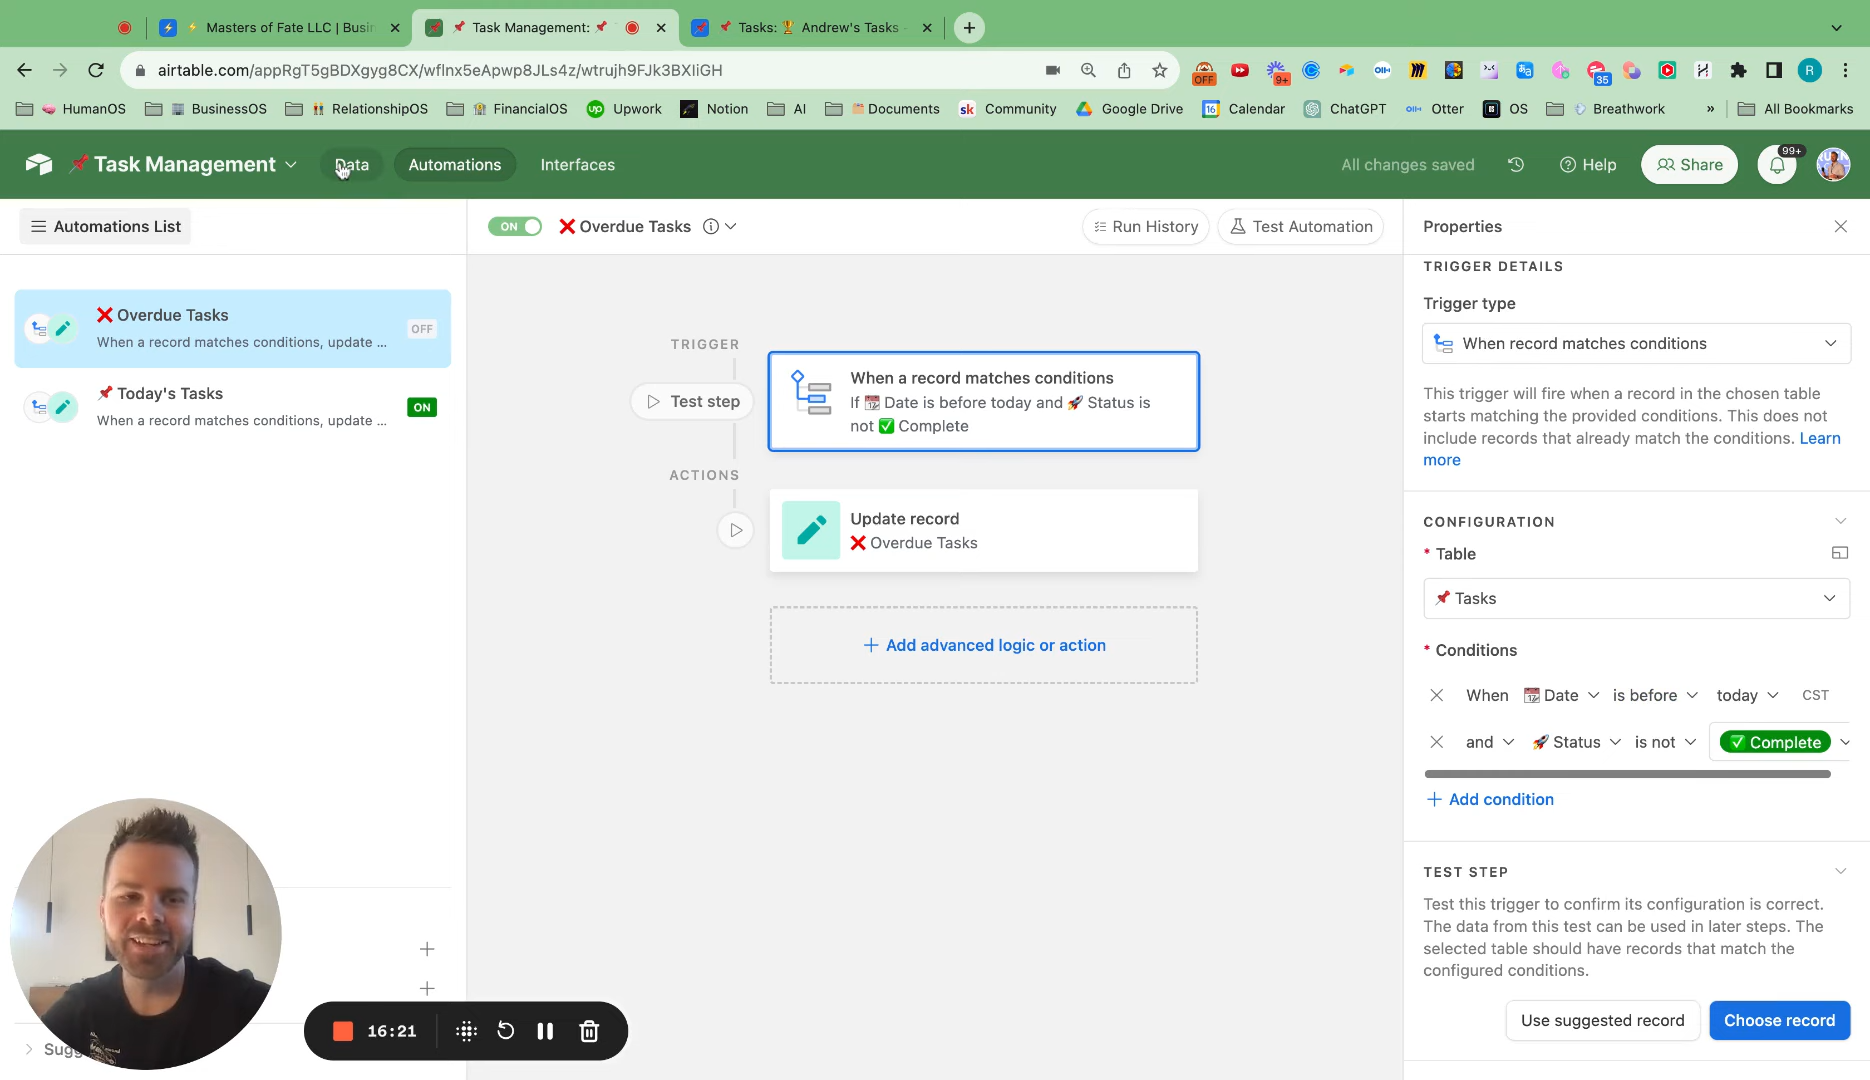 Masters of Fate LLC | Busin
Task Management:
Tasks: 🏆 Andrew's Tasks -
airtable.com/appRgT5gBDXgyg8CX/wflnx5eApwp8JLs4z/wtrujh9FJk3BXIiGH
OFF
9+
35
R
HumanOS
BusinessOS
RelationshipOS
FinancialOS
Upwork
Notion
AI
Documents
Community
Google Drive
Calendar
ChatGPT
Otter
OS
Breathwork
»
All Bookmarks
Task Management
Data
Automations
Interfaces
All changes saved
Help
Share
99+
Automations List
ON
❌ Overdue Tasks
Run History
Test Automation
Properties
❌ Overdue Tasks
When a record matches conditions, update ...
OFF
📌 Today's Tasks
When a record matches conditions, update ...
ON
TRIGGER
Test step
When a record matches conditions
If 📆 Date is before today and 🚀 Status is
not ✅ Complete
ACTIONS
Update record
❌ Overdue Tasks
+ Add advanced logic or action
TRIGGER DETAILS
Trigger type
When record matches conditions
This trigger will fire when a record in the chosen table
starts matching the provided conditions. This does not
include records that already match the conditions. Learn
more
CONFIGURATION
* Table
📌 Tasks
* Conditions
When 📆 Date is before today CST
and 🚀 Status is not ✅ Complete
+ Add condition
TEST STEP
Test this trigger to confirm its configuration is correct.
The data from this test can be used in later steps. The
selected table should have records that match the
configured conditions.
Use suggested record
Choose record
16:21